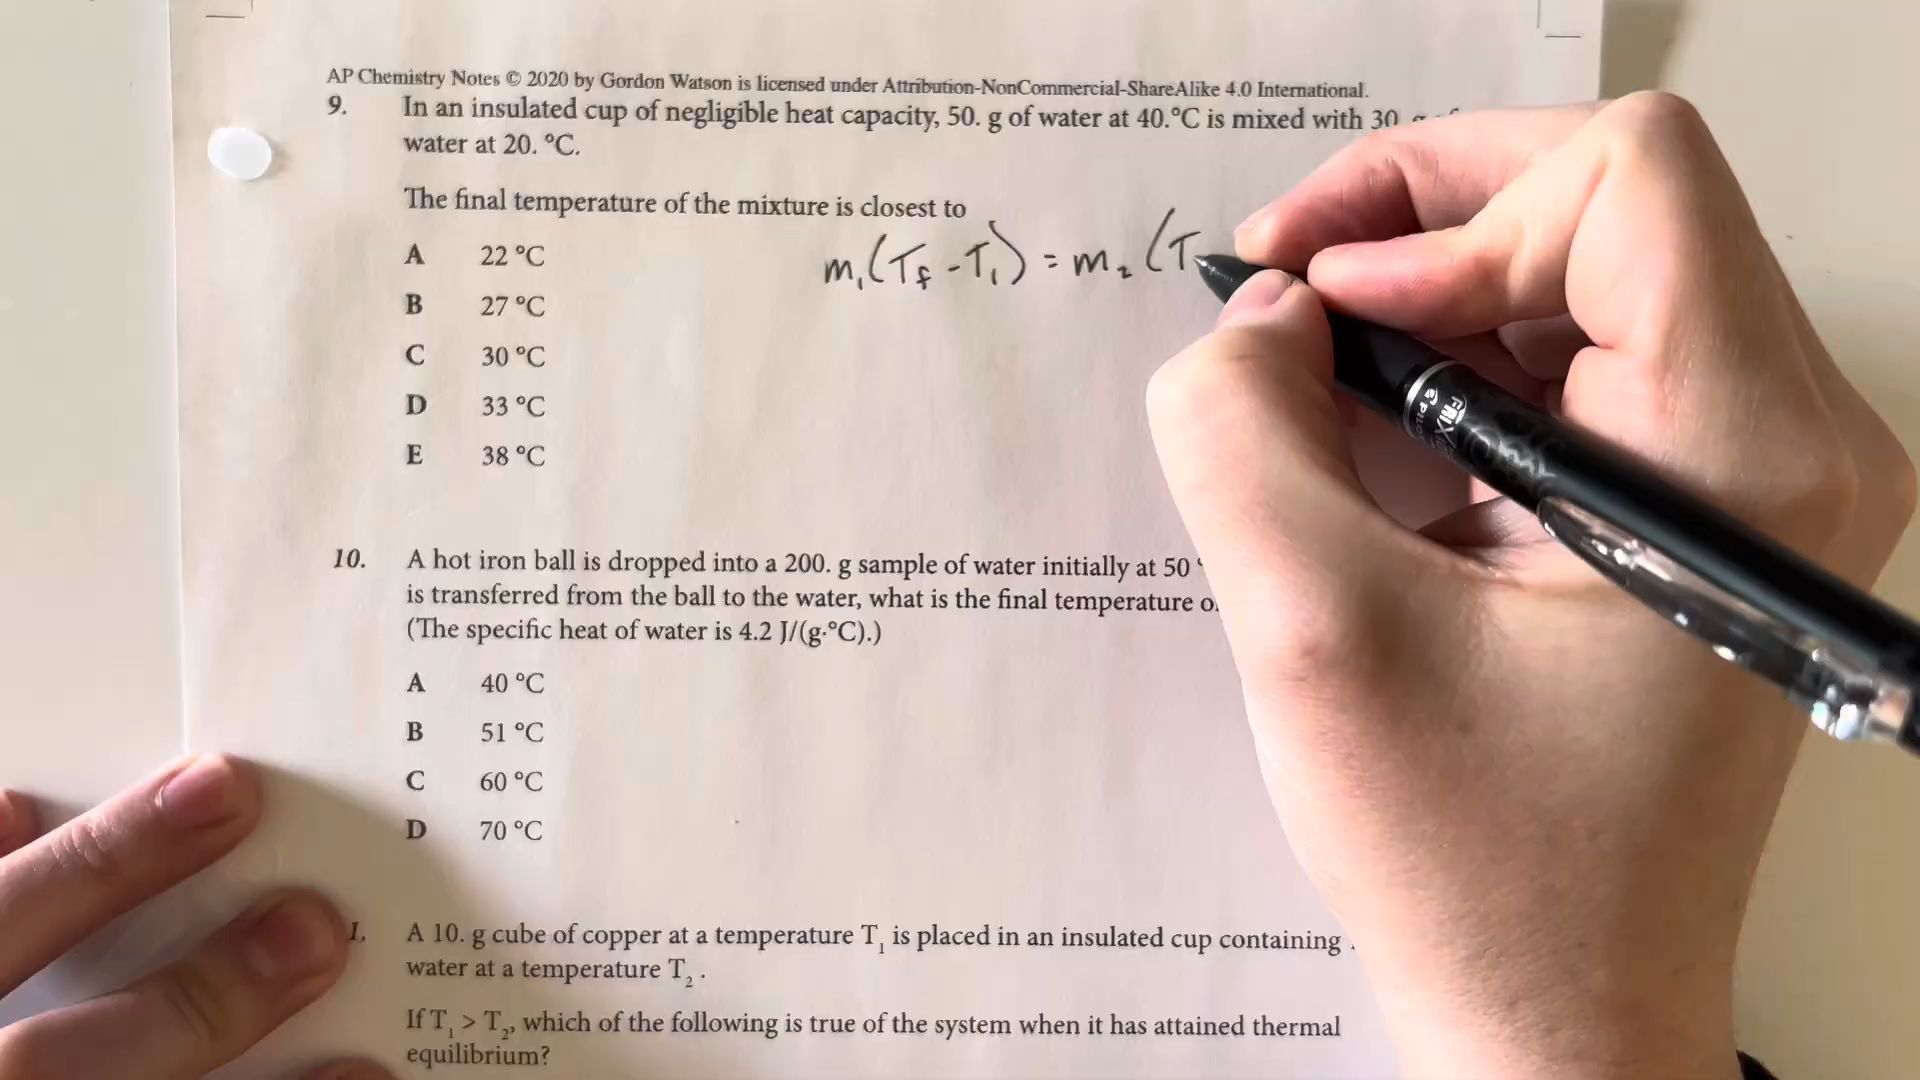 AP Chemistry Notes © 2020 by Gordon Watson is licensed under Attribution-NonCommercial-ShareAlike 4.0 International.
9. In an insulated cup of negligible heat capacity, 50. g of water at 40.°C is mixed with 30
water at 20. °C.
The final temperature of the mixture is closest to
m₁(T_f - T₁) = m₂ (T
A 22 °C
B 27 °C
C 30 °C
D 33 °C
E 38 °C
10. A hot iron ball is dropped into a 200. g sample of water initially at 50
is transferred from the ball to the water, what is the final temperature
(The specific heat of water is 4.2 J/(g·°C).)
A 40 °C
B 51 °C
C 60 °C
D 70 °C
1. A 10. g cube of copper at a temperature T₁ is placed in an insulated cup containing
water at a temperature T₂ .
If T₁ > T₂, which of the following is true of the system when it has attained thermal
equilibrium?